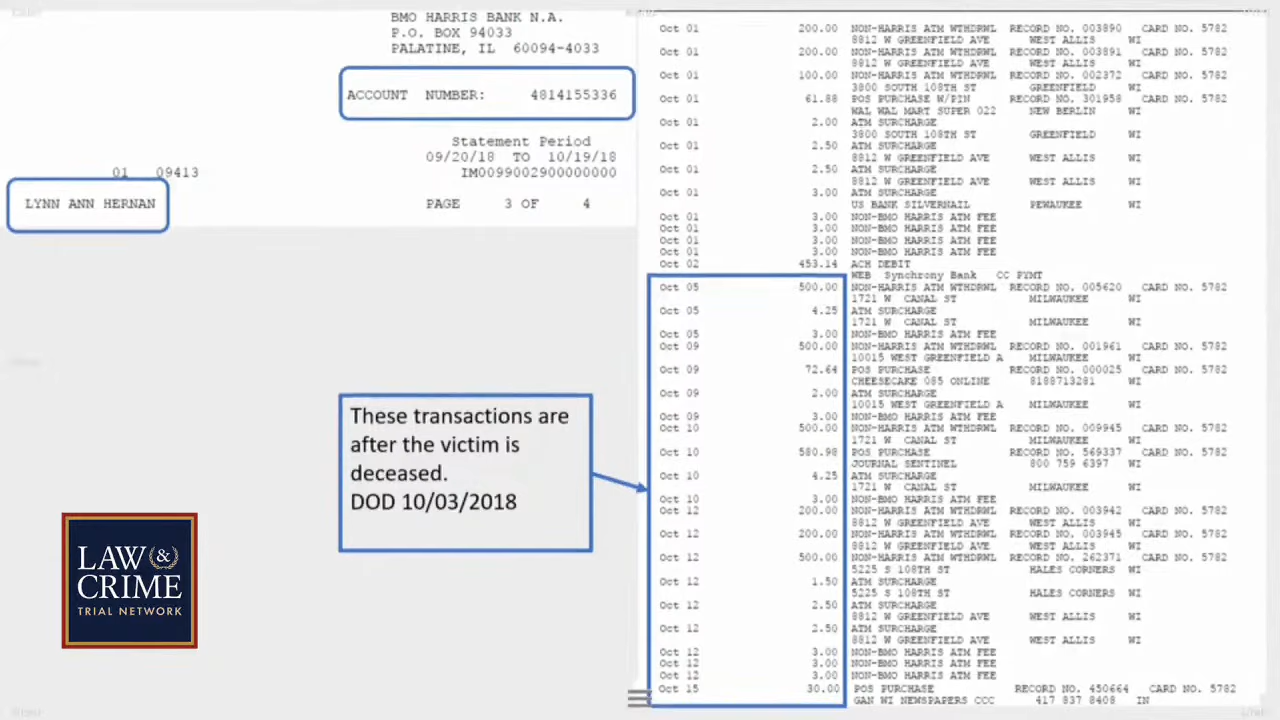 BMO HARRIS BANK N.A.
P.O. BOX 94033
PALATINE, IL 60094-4033
ACCOUNT NUMBER: 4814155336
Statement Period
09/20/18 TO 10/19/18
01 09413 IM0099002900000000
LYNN ANN HERNAN PAGE 3 OF 4
These transactions are
after the victim is
deceased.
DOD 10/03/2018
LAW &
CRIME
TRIAL NETWORK
Oct 01 200.00 NON-HARRIS ATM WTHDRWL RECORD NO. 003890 CARD NO. 5782
8812 W GREENFIELD AVE WEST ALLIS WI
Oct 01 200.00 NON-HARRIS ATM WTHDRWL RECORD NO. 003891 CARD NO. 5782
8812 W GREENFIELD AVE WEST ALLIS WI
Oct 01 100.00 NON-HARRIS ATM WTHDRWL RECORD NO. 002372 CARD NO. 5782
3800 SOUTH 108TH ST GREENFIELD WI
Oct 01 61.88 POS PURCHASE W/PIN RECORD NO. 301958 CARD NO. 5782
WAL WAL MART SUPER 022 NEW BERLIN WI
Oct 01 2.00 ATM SURCHARGE
3800 SOUTH 108TH ST GREENFIELD WI
Oct 01 2.50 ATM SURCHARGE
8812 W GREENFIELD AVE WEST ALLIS WI
Oct 01 2.50 ATM SURCHARGE
8812 W GREENFIELD AVE WEST ALLIS WI
Oct 01 3.00 ATM SURCHARGE
US BANK SILVERNAIL PEWAUKEE WI
Oct 01 3.00 NON-BMO HARRIS ATM FEE
Oct 01 3.00 NON-BMO HARRIS ATM FEE
Oct 01 3.00 NON-BMO HARRIS ATM FEE
Oct 01 3.00 NON-BMO HARRIS ATM FEE
Oct 02 453.14 ACH DEBIT
WEB Synchrony Bank CC PYMT
Oct 05 500.00 NON-HARRIS ATM WTHDRWL RECORD NO. 005620 CARD NO. 5782
1721 W CANAL ST MILWAUKEE WI
Oct 05 4.25 ATM SURCHARGE
1721 W CANAL ST MILWAUKEE WI
Oct 05 3.00 NON-BMO HARRIS ATM FEE
Oct 09 500.00 NON-HARRIS ATM WTHDRWL RECORD NO. 001961 CARD NO. 5782
10015 WEST GREENFIELD A MILWAUKEE WI
Oct 09 72.64 POS PURCHASE RECORD NO. 000025 CARD NO. 5782
CHEESECAKE 085 ONLINE 8188713281 WI
Oct 09 2.00 ATM SURCHARGE
10015 WEST GREENFIELD A MILWAUKEE WI
Oct 09 3.00 NON-BMO HARRIS ATM FEE
Oct 10 500.00 NON-HARRIS ATM WTHDRWL RECORD NO. 009945 CARD NO. 5782
1721 W CANAL ST MILWAUKEE WI
Oct 10 580.98 POS PURCHASE RECORD NO. 569337 CARD NO. 5782
JOURNAL SENTINEL 800 759 6397 WI
Oct 10 4.25 ATM SURCHARGE
1721 W CANAL ST MILWAUKEE WI
Oct 10 3.00 NON-BMO HARRIS ATM FEE
Oct 12 200.00 NON-HARRIS ATM WTHDRWL RECORD NO. 003942 CARD NO. 5782
8812 W GREENFIELD AVE WEST ALLIS WI
Oct 12 200.00 NON-HARRIS ATM WTHDRWL RECORD NO. 003945 CARD NO. 5782
8812 W GREENFIELD AVE WEST ALLIS WI
Oct 12 500.00 NON-HARRIS ATM WTHDRWL RECORD NO. 262371 CARD NO. 5782
5225 S 108TH ST HALES CORNERS WI
Oct 12 1.50 ATM SURCHARGE
5225 S 108TH ST HALES CORNERS WI
Oct 12 2.50 ATM SURCHARGE
8812 W GREENFIELD AVE WEST ALLIS WI
Oct 12 2.50 ATM SURCHARGE
8812 W GREENFIELD AVE WEST ALLIS WI
Oct 12 3.00 NON-BMO HARRIS ATM FEE
Oct 12 3.00 NON-BMO HARRIS ATM FEE
Oct 12 3.00 NON-BMO HARRIS ATM FEE
Oct 15 30.00 POS PURCHASE RECORD NO. 450664 CARD NO. 5782
GAN WI NEWSPAPERS CCC 417 837 8408 IN